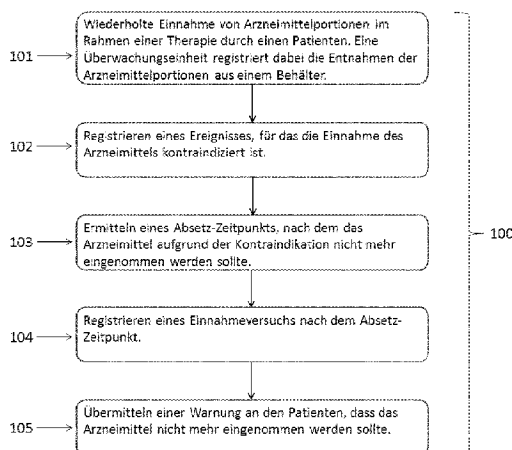 Wiederholte Einnahme von Arzneimittelportionen im
Rahmen einer Therapie durch einen Patienten. Eine
Überwachungseinheit registriert dabei die Entnahmen der
Arzneimittelportionen aus einem Behälter.
101
Registrieren eines Ereignisses, für das die Einnahme des
Arzneimittels kontraindiziert ist.
102
Ermitteln eines Absetz-Zeitpunkts, nach dem das
Arzneimittel aufgrund der Kontraindikation nicht mehr
eingenommen werden sollte.
103
100
Registrieren eines Einnahmeversuchs nach dem Absetz-
Zeitpunkt.
104
Übermitteln einer Warnung an den Patienten, dass das
Arzneimittel nicht mehr eingenommen werden sollte.
105